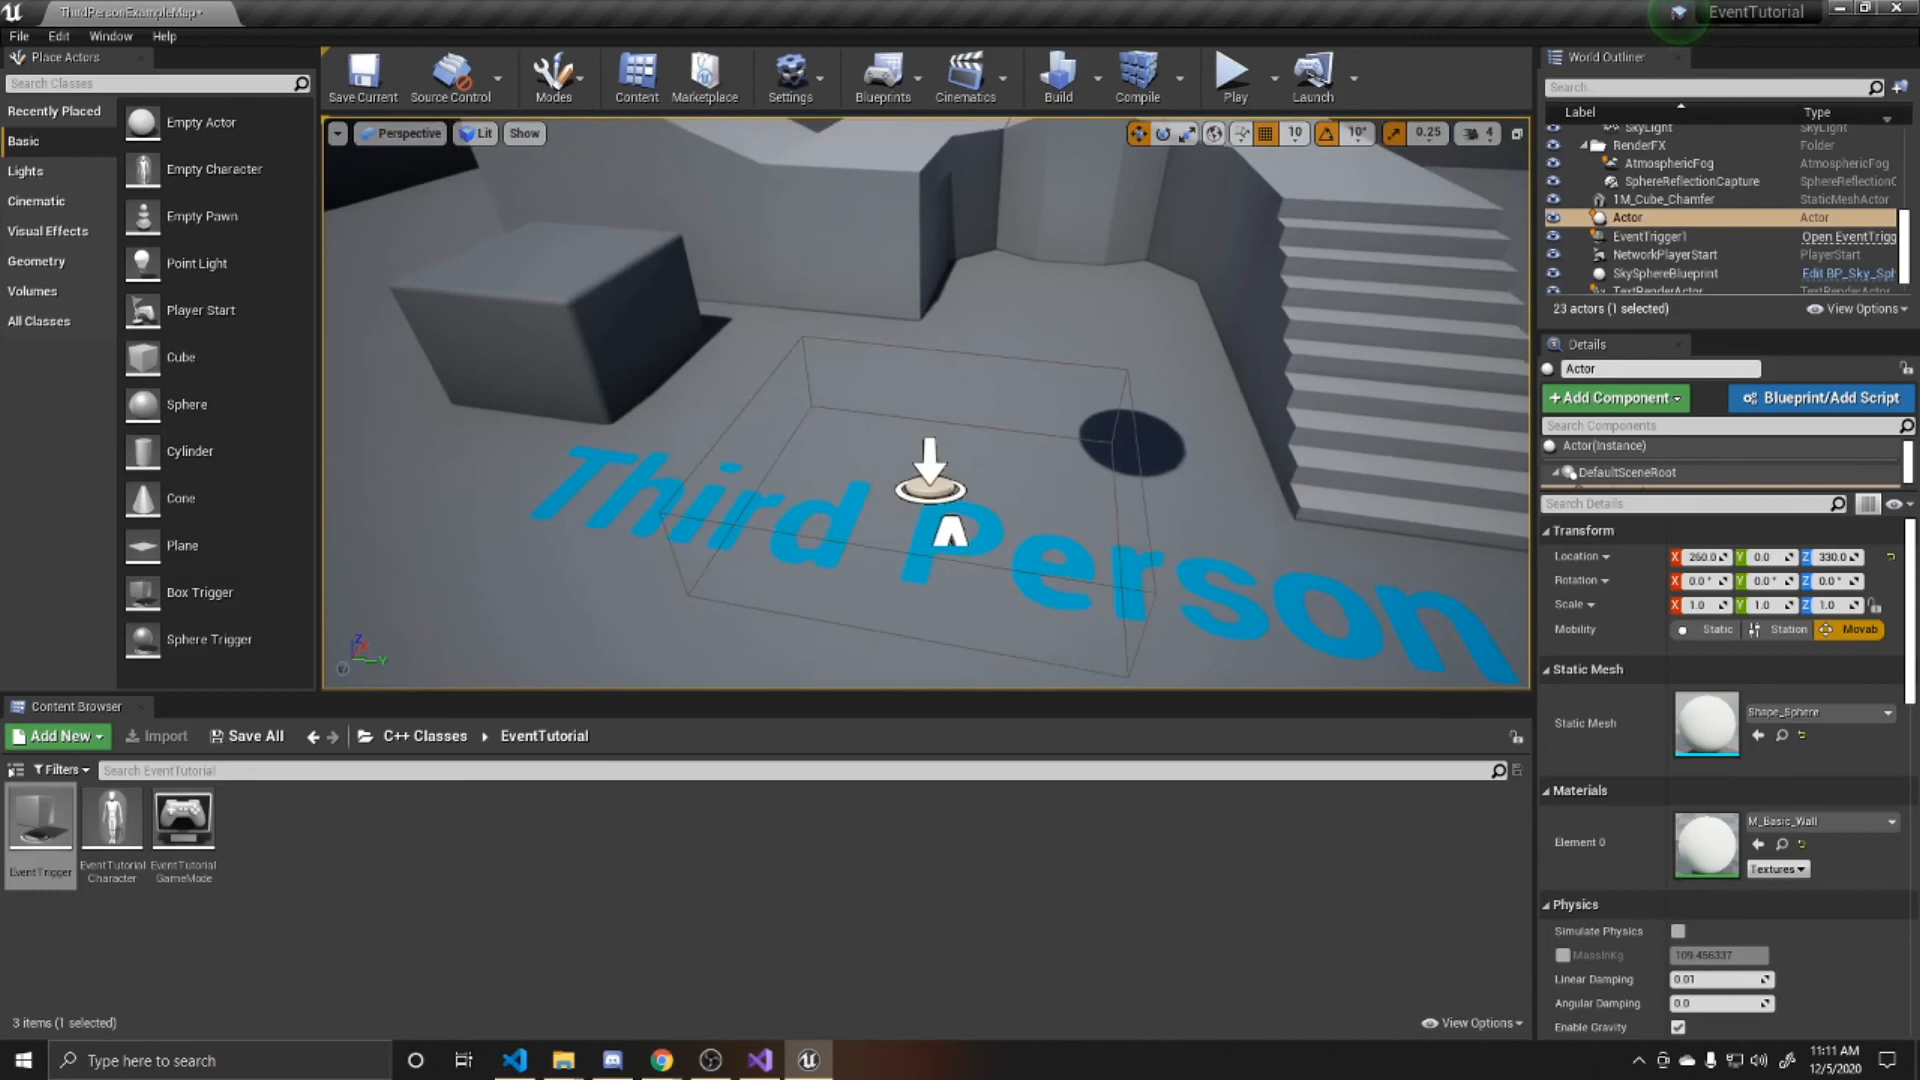 ThirdPersonExampleMap*
EventTutorial
File Edit Window Help
Place Actors
Search Classes
Recently Placed
Basic
Lights
Cinematic
Visual Effects
Geometry
Volumes
All Classes
Empty Actor
Empty Character
Empty Pawn
Point Light
Player Start
Cube
Sphere
Cylinder
Cone
Plane
Box Trigger
Sphere Trigger
Save Current
Source Control
Modes
Content
Marketplace
Settings
Blueprints
Cinematics
Build
Compile
Play
Launch
Perspective
Lit
Show
10
10°
0.25
4
Third Person
World Outliner
Search...
Label Type
SkyLight SkyLight
RenderFX Folder
AtmosphericFog AtmosphericFog
SphereReflectionCapture SphereReflectionC
1M_Cube_Chamfer StaticMeshActor
Actor Actor
EventTrigger1 Open EventTrigg
NetworkPlayerStart PlayerStart
SkySphereBlueprint Edit BP_Sky_Sph
TextRenderActor TextRenderActor
23 actors (1 selected)
View Options
Details
Actor
+Add Component
Blueprint/Add Script
Search Components
Actor(Instance)
DefaultSceneRoot
Search Details
Transform
Location X 260.0 Y 0.0 Z 330.0
Rotation X 0.0° Y 0.0° Z 0.0°
Scale X 1.0 Y 1.0 Z 1.0
Mobility Static Station Movab
Static Mesh
Static Mesh Shape_Sphere
Materials
Element 0 M_Basic_Wall
Textures
Physics
Simulate Physics
MassInKg 109.456337
Linear Damping 0.01
Angular Damping 0.0
Enable Gravity
Content Browser
Add New Import Save All C++ Classes EventTutorial
Filters Search EventTutorial
EventTrigger
EventTutorial
Character
EventTutorial
GameMode
3 items (1 selected)
View Options
Type here to search
11:11 AM
12/5/2020